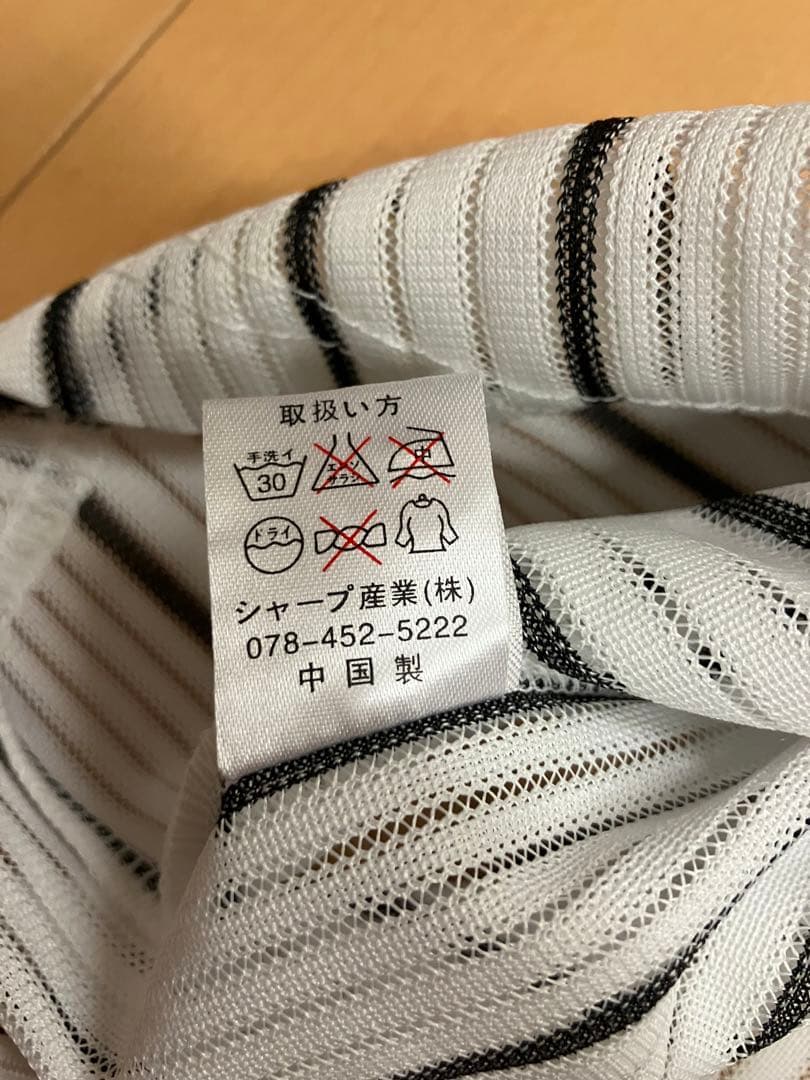 取扱い方
手洗イ
30
エンソ
サラシ
中
ドライ
シャープ産業(株)
078-452-5222
中国製